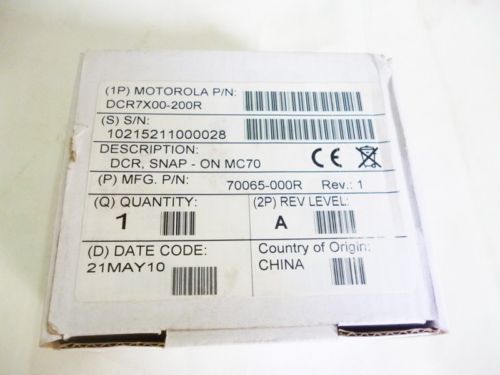 (1P) MOTOROLA P/N:
DCR7X00-200R
(S) S/N:
10215211000028
DESCRIPTION:
DCR, SNAP - ON MC70
CE
(P) MFG. P/N: 70065-000R Rev.: 1
(Q) QUANTITY: (2P) REV LEVEL:
1 A
(D) DATE CODE: Country of Origin:
21MAY10 CHINA